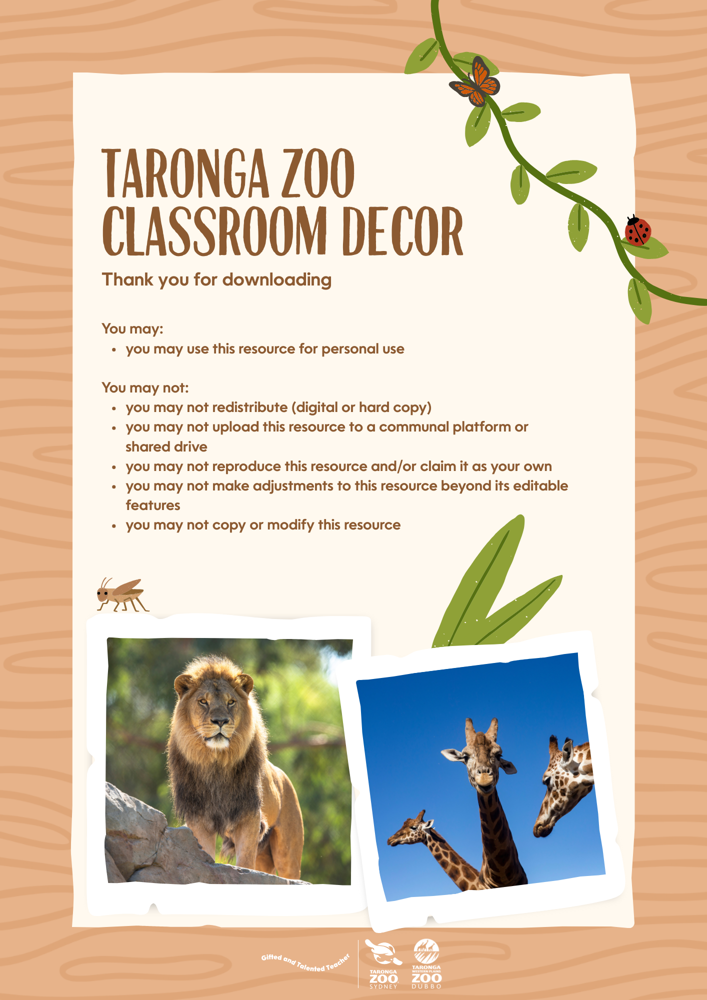 TARONGA ZOO
CLASSROOM DECOR
Thank you for downloading
You may:
• you may use this resource for personal use
You may not:
• you may not redistribute (digital or hard copy)
• you may not upload this resource to a communal platform or
shared drive
• you may not reproduce this resource and/or claim it as your own
• you may not make adjustments to this resource beyond its editable
features
• you may not copy or modify this resource
Gifted and Talented Teacher
TARONGA
ZOO
SYDNEY
TARONGA
WESTERN PLAINS
ZOO
DUBBO